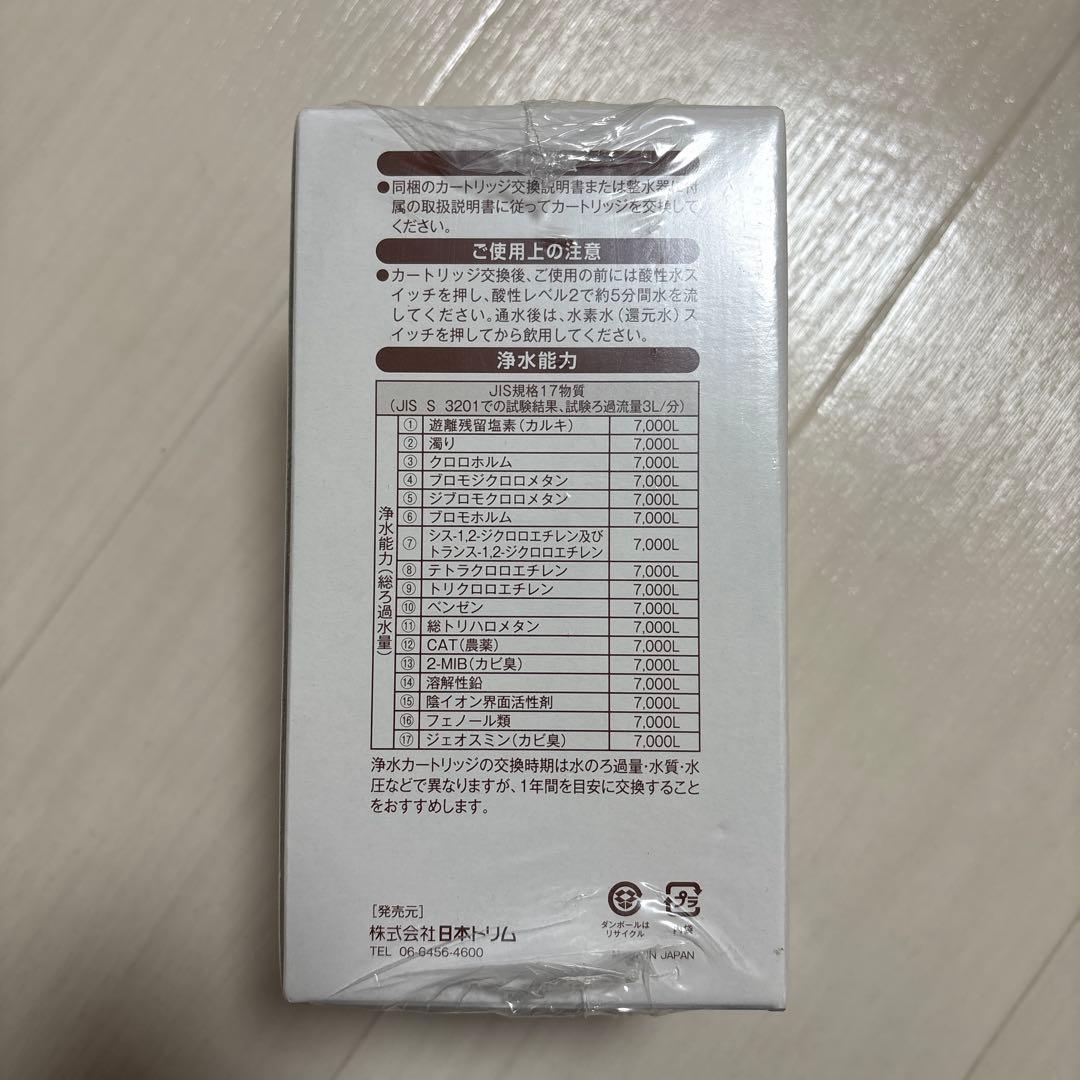 ●同梱のカートリッジ交換説明書または整水器に付
属の取扱説明書に従ってカートリッジを交換して
ください。
ご使用上の注意
●カートリッジ交換後、ご使用の前には酸性水ス
イッチを押し、酸性レベル2で約5分間水を流
してください。通水後は、水素水（還元水）ス
イッチを押してから飲用してください。
浄水能力
JIS規格17物質
（JIS S 3201での試験結果、試験ろ過流量3L/分）
浄水能力（総ろ過水量）
① 遊離残留塩素（カルキ） 7,000L
② 濁り 7,000L
③ クロロホルム 7,000L
④ ブロモジクロロメタン 7,000L
⑤ ジブロモクロロメタン 7,000L
⑥ ブロモホルム 7,000L
⑦ シス-1,2-ジクロロエチレン及び
トランス-1,2-ジクロロエチレン 7,000L
⑧ テトラクロロエチレン 7,000L
⑨ トリクロロエチレン 7,000L
⑩ ベンゼン 7,000L
⑪ 総トリハロメタン 7,000L
⑫ CAT（農薬） 7,000L
⑬ 2-MIB（カビ臭） 7,000L
⑭ 溶解性鉛 7,000L
⑮ 陰イオン界面活性剤 7,000L
⑯ フェノール類 7,000L
⑰ ジェオスミン（カビ臭） 7,000L
浄水カートリッジの交換時期は水のろ過量・水質・水
圧などで異なりますが、1年間を目安に交換すること
をおすすめします。
［発売元］
株式会社日本トリム
TEL 06-6456-4600
ダンボールは
リサイクル
プラ
IN JAPAN